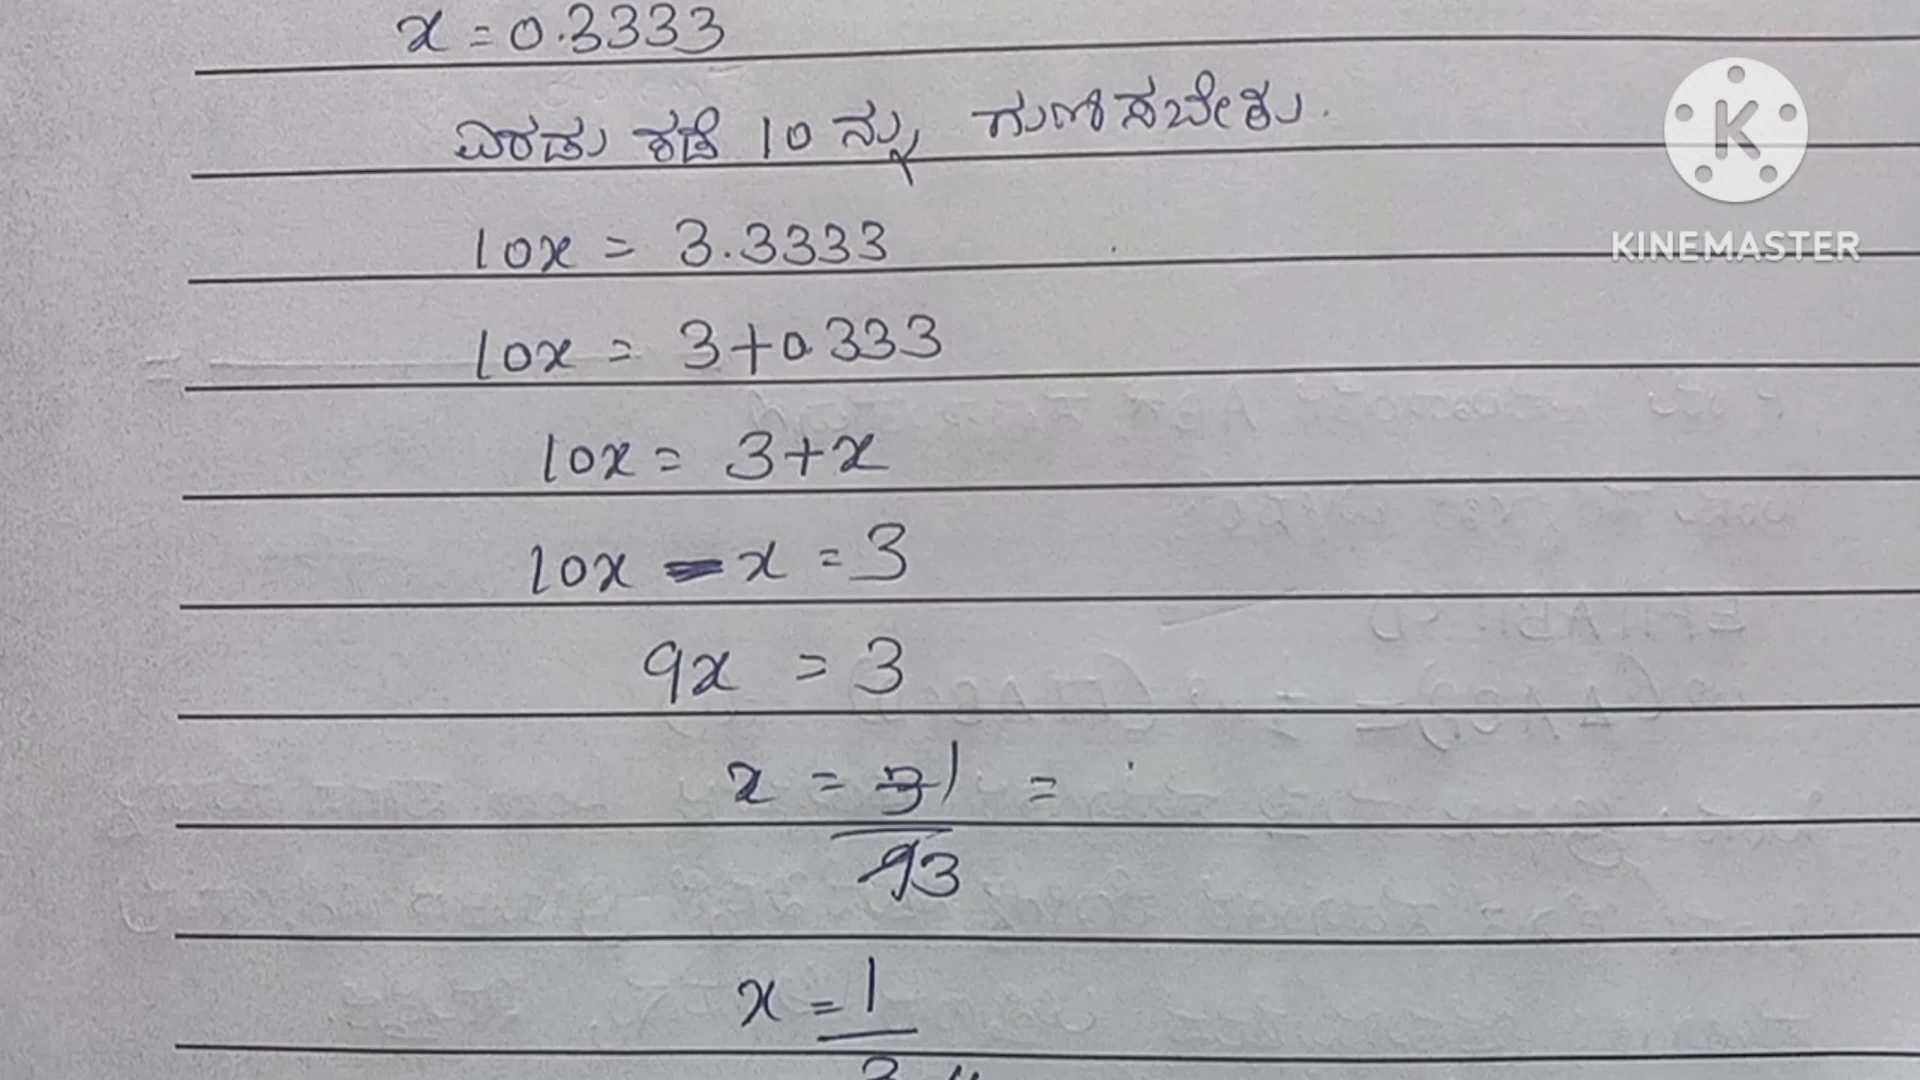 x = 0.3333
ಎರಡು ಕಡೆ 10 ನ್ನು ಗುಣಿಸಬೇಕು.
10x = 3.3333
10x = 3+0.333
10x = 3+x
10x - x = 3
9x = 3
x = 3 1 =
9 3
x = 1
3 "
K
KINEMASTER